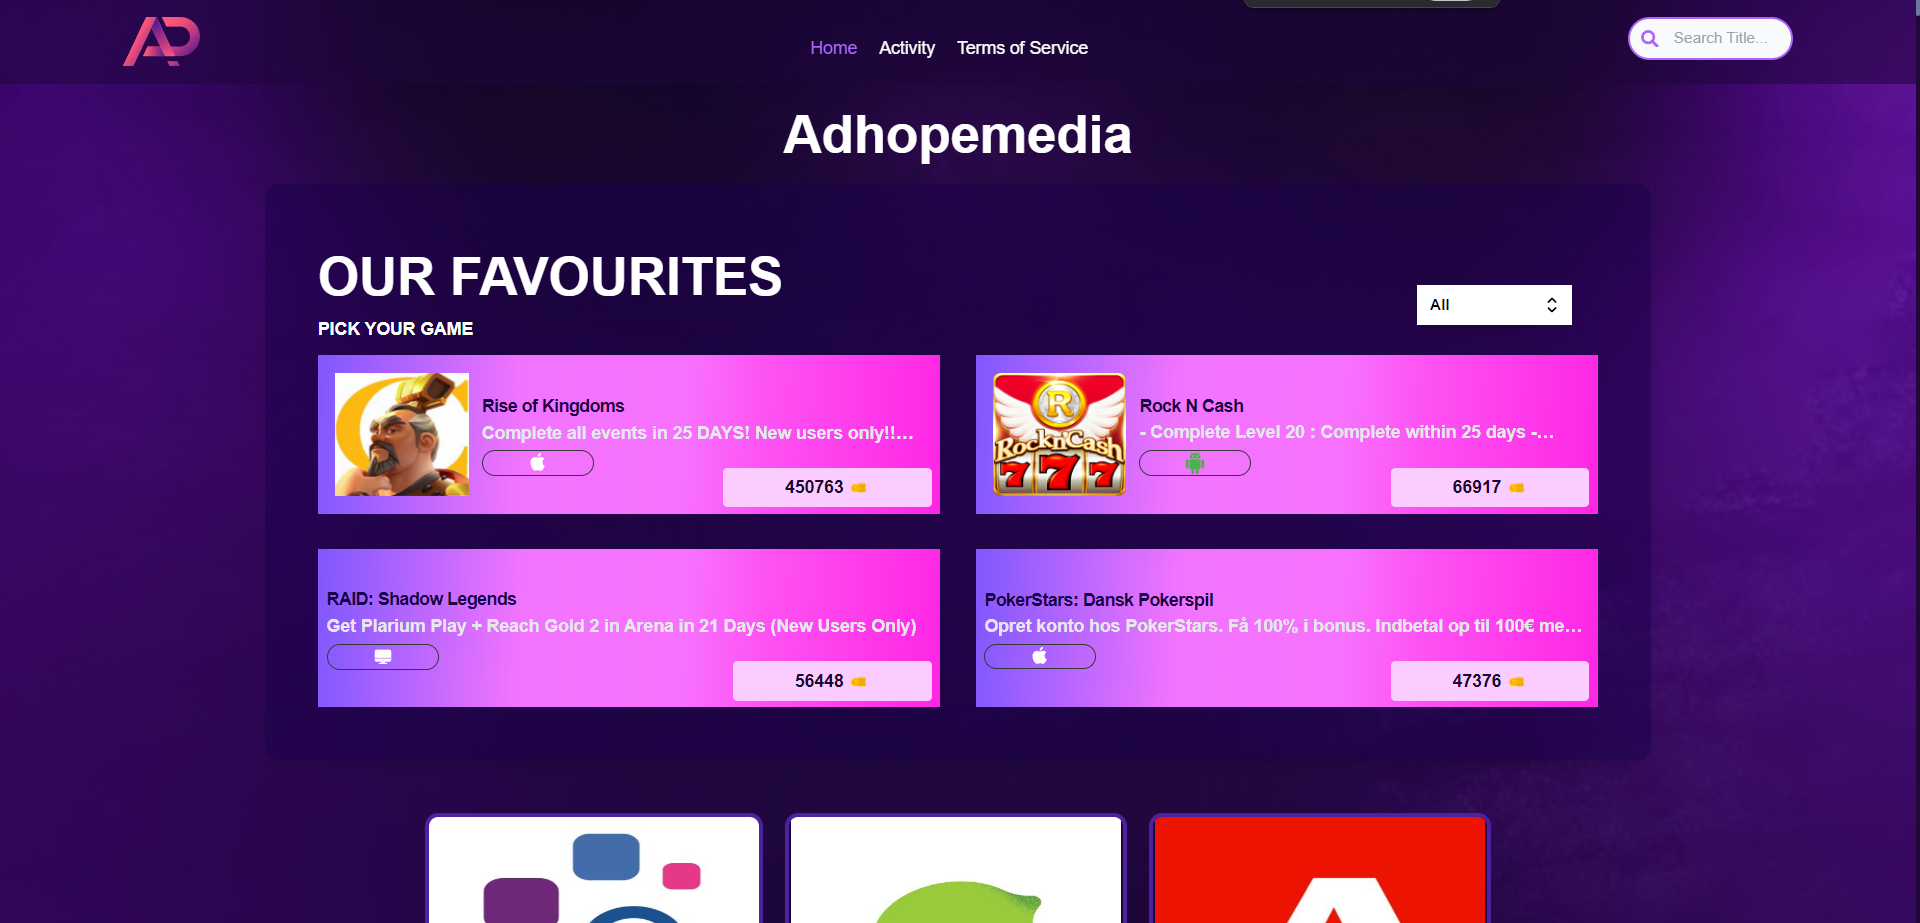 Home Activity Terms of Service
Search Title...
Adhopemedia
OUR FAVOURITES
All
PICK YOUR GAME
Rise of Kingdoms
Complete all events in 25 DAYS! New users only!!...
450763
R
Rock N Cash
RocknCash
777
- Complete Level 20 : Complete within 25 days -...
66917
RAID: Shadow Legends
Get Plarium Play + Reach Gold 2 in Arena in 21 Days (New Users Only)
56448
PokerStars: Dansk Pokerspil
Opret konto hos PokerStars. Få 100% i bonus. Indbetal op til 100€ me...
47376